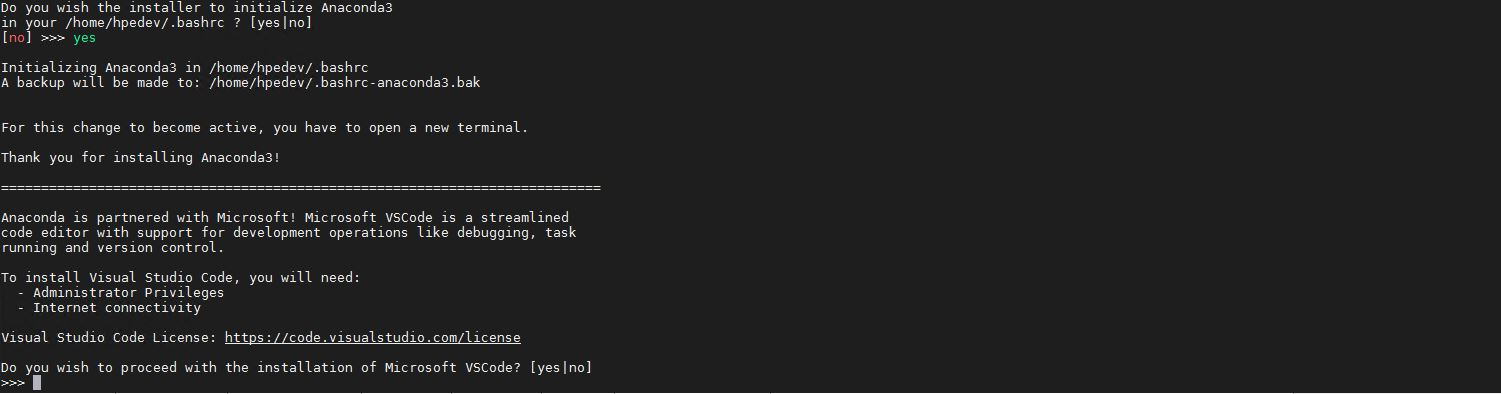 Do you wish the installer to initialize Anaconda3
in your /home/hpedev/.bashrc ? [yes|no]
[no] >>> yes
Initializing Anaconda3 in /home/hpedev/.bashrc
A backup will be made to: /home/hpedev/.bashrc-anaconda3.bak
For this change to become active, you have to open a new terminal.
Thank you for installing Anaconda3!
===========================================================================
Anaconda is partnered with Microsoft! Microsoft VSCode is a streamlined
code editor with support for development operations like debugging, task
running and version control.
To install Visual Studio Code, you will need:
  - Administrator Privileges
  - Internet connectivity
Visual Studio Code License: https://code.visualstudio.com/license
Do you wish to proceed with the installation of Microsoft VSCode? [yes|no]
>>>